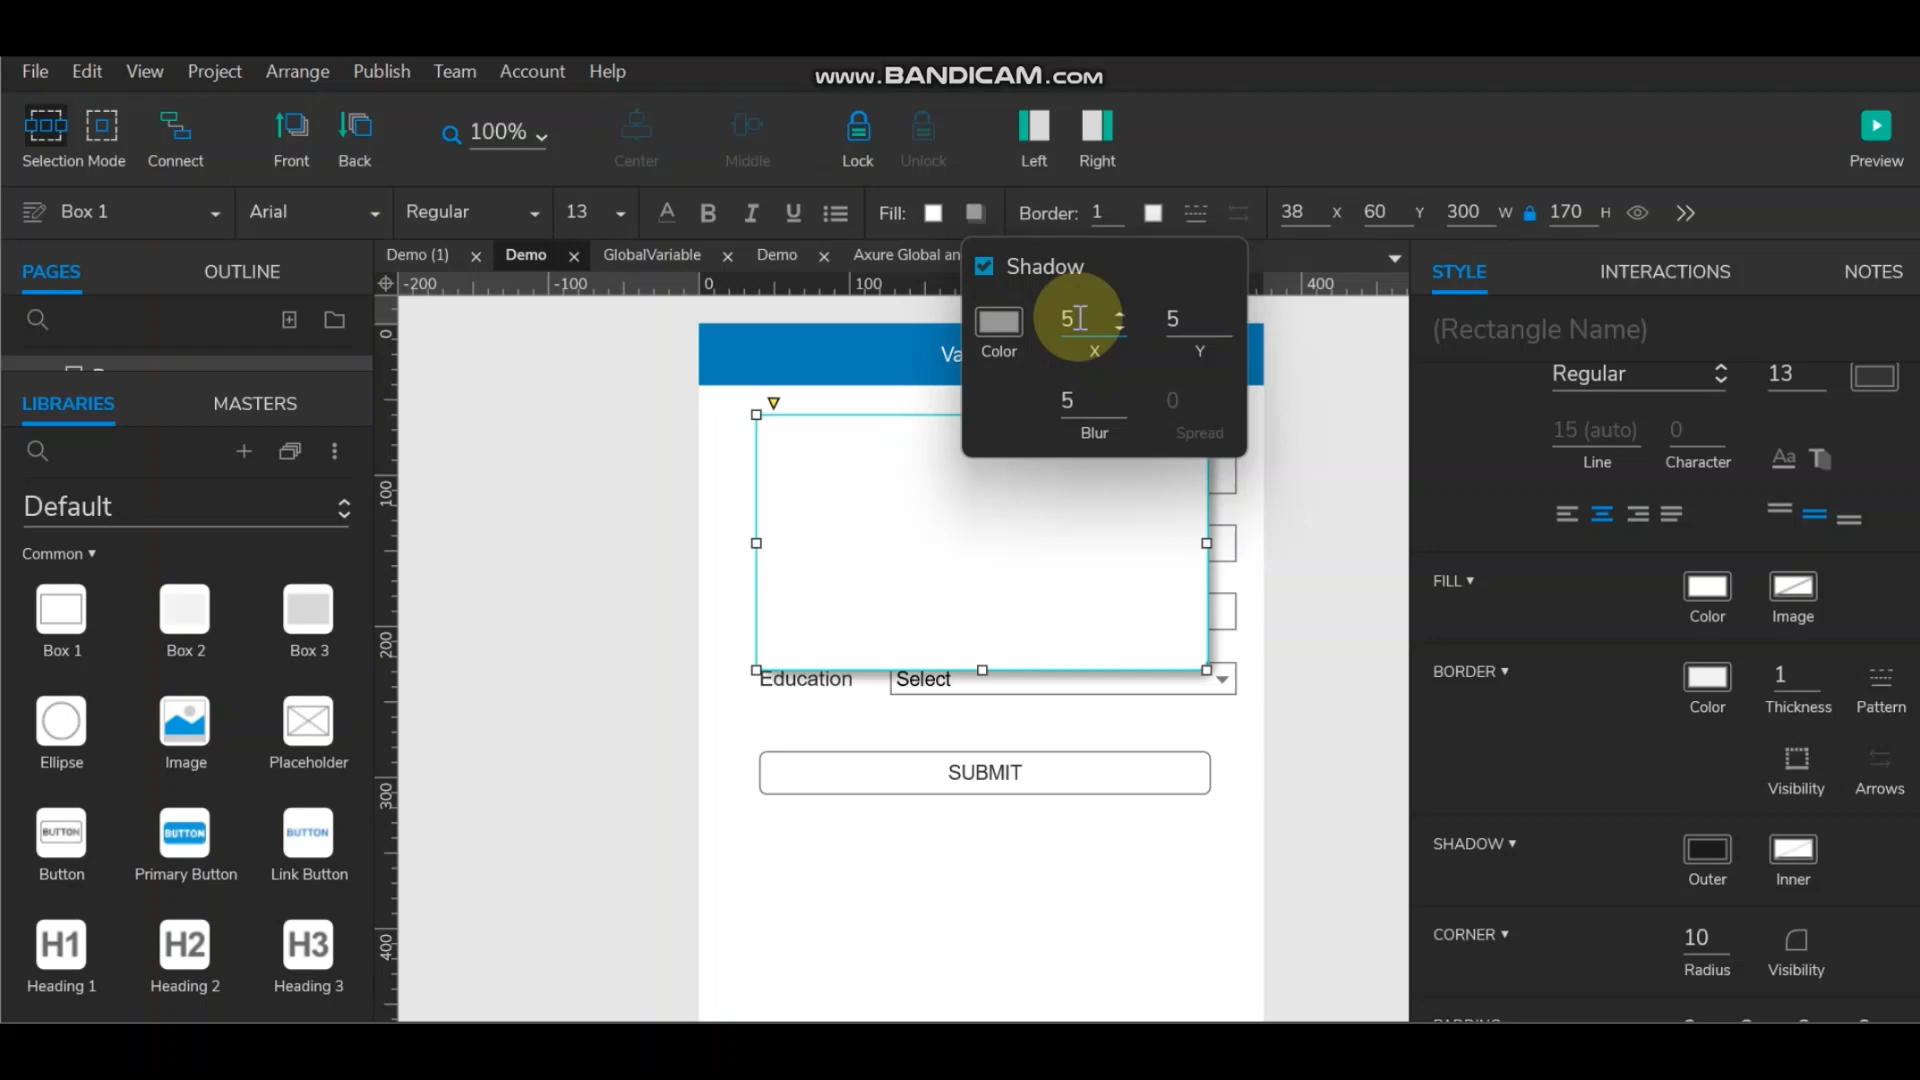 File Edit View Project Arrange Publish Team Account Help
www.BANDICAM.com
Selection Mode Connect Front Back 100% Center Middle Lock Unlock Left Right Preview
Box 1 Arial Regular 13 A B I U Fill: Border: 1 38 X 60 Y 300 W 170 H
PAGES OUTLINE
Demo (1) Demo GlobalVariable Demo Axure Global an
STYLE INTERACTIONS NOTES
-200 -100 0 100 400
Shadow
5 5
Color X Y
5 0
Blur Spread
Va
(Rectangle Name)
Regular 13
15 (auto) 0
Line Character
Aa T
LIBRARIES MASTERS
Default
Common
Box 1 Box 2 Box 3
Ellipse Image Placeholder
BUTTON BUTTON BUTTON
Button Primary Button Link Button
H1 H2 H3
Heading 1 Heading 2 Heading 3
0
100
200
300
400
Education Select
SUBMIT
FILL
Color Image
BORDER 1
Color Thickness Pattern
Visibility Arrows
SHADOW
Outer Inner
CORNER 10
Radius Visibility